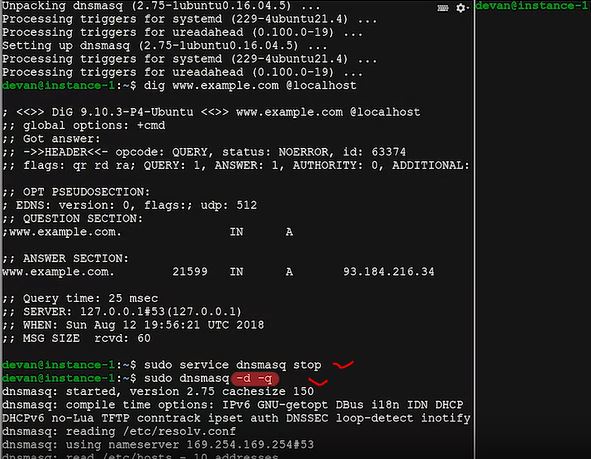 Unpacking dnsmasq (2.75-1ubuntu0.16.04.5) ...
Processing triggers for systemd (229-4ubuntu21.4) ...
Processing triggers for ureadahead (0.100.0-19) ...
Setting up dnsmasq (2.75-1ubuntu0.16.04.5) ...
Processing triggers for systemd (229-4ubuntu21.4) ...
Processing triggers for ureadahead (0.100.0-19) ...
devan@instance-1:~$ dig www.example.com @localhost
; <<>> DiG 9.10.3-P4-Ubuntu <<>> www.example.com @localhost
;; global options: +cmd
;; Got answer:
;; ->>HEADER<<- opcode: QUERY, status: NOERROR, id: 63374
;; flags: qr rd ra; QUERY: 1, ANSWER: 1, AUTHORITY: 0, ADDITIONAL:
;; OPT PSEUDOSECTION:
; EDNS: version: 0, flags:; udp: 512
;; QUESTION SECTION:
;www.example.com. IN A
;; ANSWER SECTION:
www.example.com. 21599 IN A 93.184.216.34
;; Query time: 25 msec
;; SERVER: 127.0.0.1#53(127.0.0.1)
;; WHEN: Sun Aug 12 19:56:21 UTC 2018
;; MSG SIZE rcvd: 60
devan@instance-1:~$ sudo service dnsmasq stop
devan@instance-1:~$ sudo dnsmasq -d -q
dnsmasq: started, version 2.75 cachesize 150
dnsmasq: compile time options: IPv6 GNU-getopt DBus i18n IDN DHCP
DHCPv6 no-Lua TFTP conntrack ipset auth DNSSEC loop-detect inotify
dnsmasq: reading /etc/resolv.conf
dnsmasq: using nameserver 169.254.169.254#53
dnsmasq: read /etc/hosts - 10 addresses
devan@instance-1